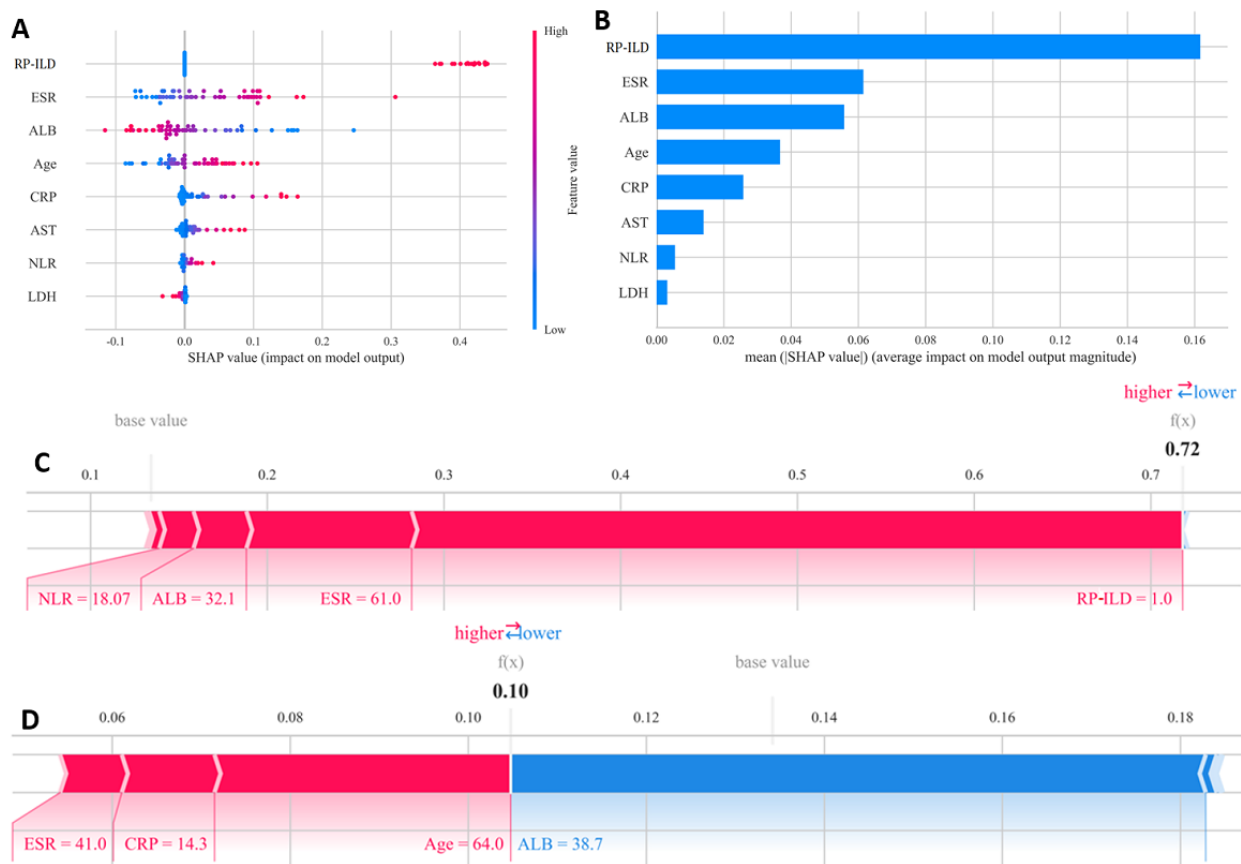 A
High
RP-ILD
ESR
ALB
Age
CRP
AST
NLR
LDH
Feature value
Low
-0.1 0.0 0.1 0.2 0.3 0.4
SHAP value (impact on model output)
B
RP-ILD
ESR
ALB
Age
CRP
AST
NLR
LDH
0.00 0.02 0.04 0.06 0.08 0.10 0.12 0.14 0.16
mean (|SHAP value|) (average impact on model output magnitude)
higher → ← lower
base value f(x)
0.72
C
0.1 0.2 0.3 0.4 0.5 0.6 0.7
NLR = 18.07 ALB = 32.1 ESR = 61.0 RP-ILD = 1.0
higher → ← lower
f(x) base value
0.10
D
0.06 0.08 0.10 0.12 0.14 0.16 0.18
ESR = 41.0 CRP = 14.3 Age = 64.0 ALB = 38.7